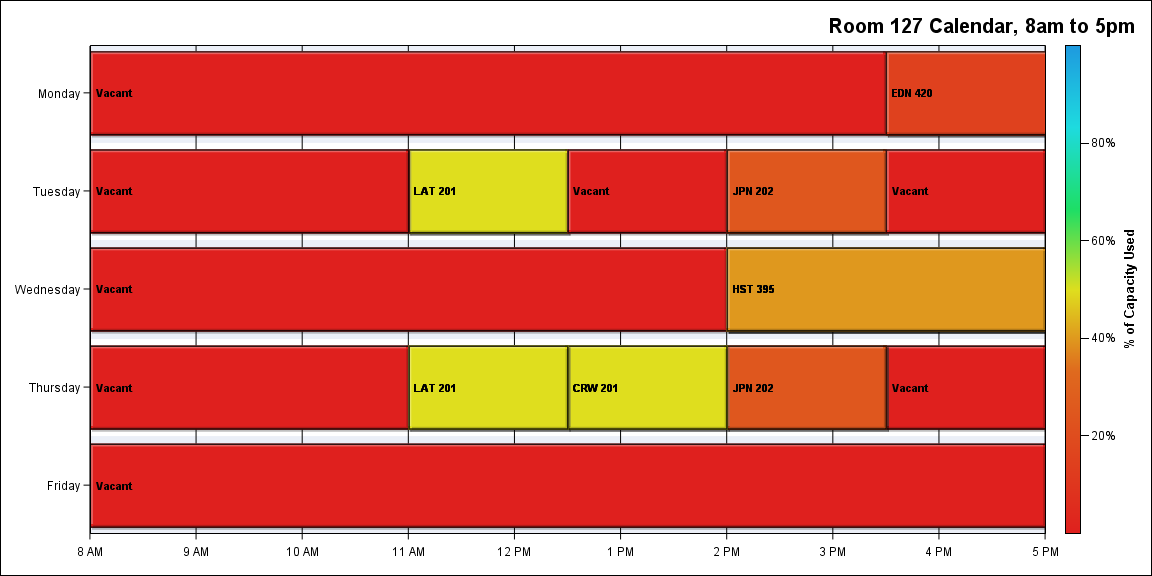 Room 127 Calendar, 8am to 5pm
Monday
Vacant
EDN 420
Tuesday
Vacant
LAT 201
Vacant
JPN 202
Vacant
Wednesday
Vacant
HST 395
Thursday
Vacant
LAT 201
CRW 201
JPN 202
Vacant
Friday
Vacant
8 AM
9 AM
10 AM
11 AM
12 PM
1 PM
2 PM
3 PM
4 PM
5 PM
80%
60%
40%
20%
% of Capacity Used